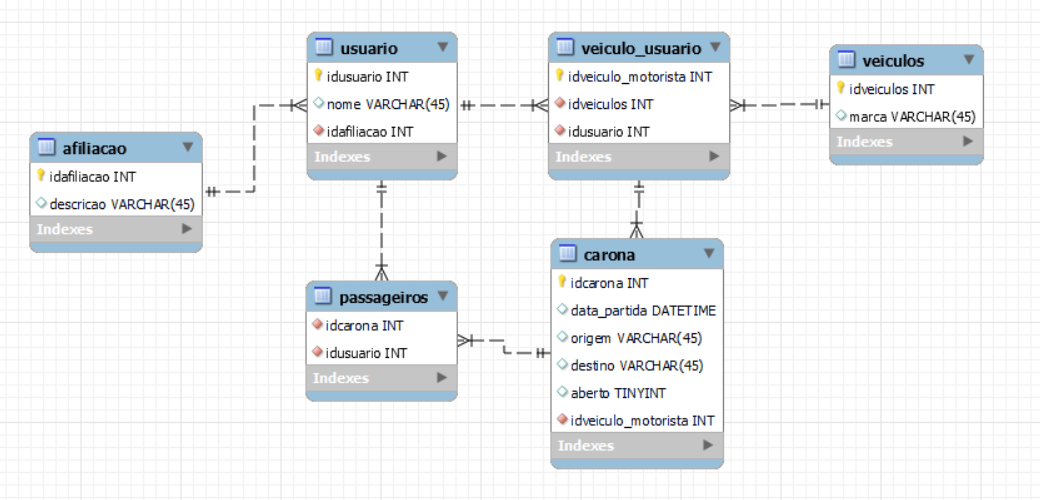 usuario
idusuario INT
nome VARCHAR(45)
idafiliacao INT
Indexes
veiculo_usuario
idveiculo_motorista INT
idveiculos INT
idusuario INT
Indexes
veiculos
idveiculos INT
marca VARCHAR(45)
Indexes
afiliacao
idafiliacao INT
descricao VARCHAR(45)
Indexes
passageiros
idcarona INT
idusuario INT
Indexes
carona
idcarona INT
data_partida DATETIME
origem VARCHAR(45)
destino VARCHAR(45)
aberto TINYINT
idveiculo_motorista INT
Indexes